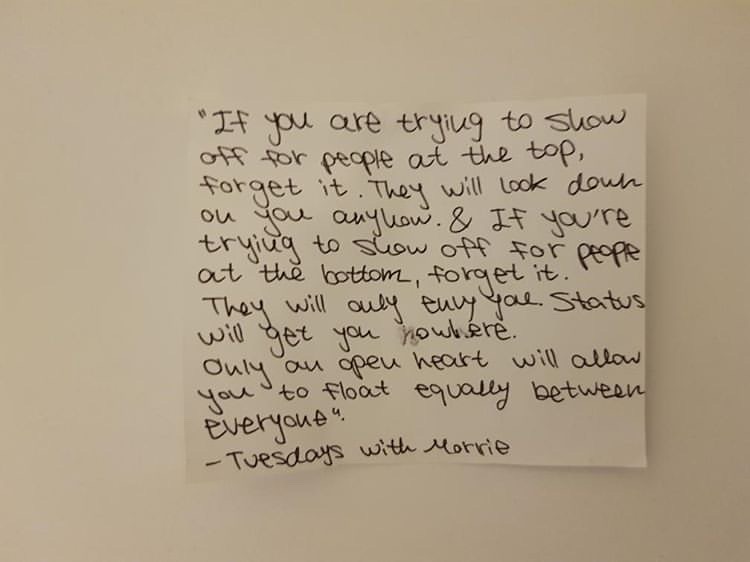 "If you are trying to show
off for people at the top,
forget it. They will look down
on you anyhow. & If you're
trying to show off for people
at the bottom, forget it.
They will only envy you. Status
will get you nowhere.
Only an open heart will allow
you to float equally between
everyone".
- Tuesdays with Morrie